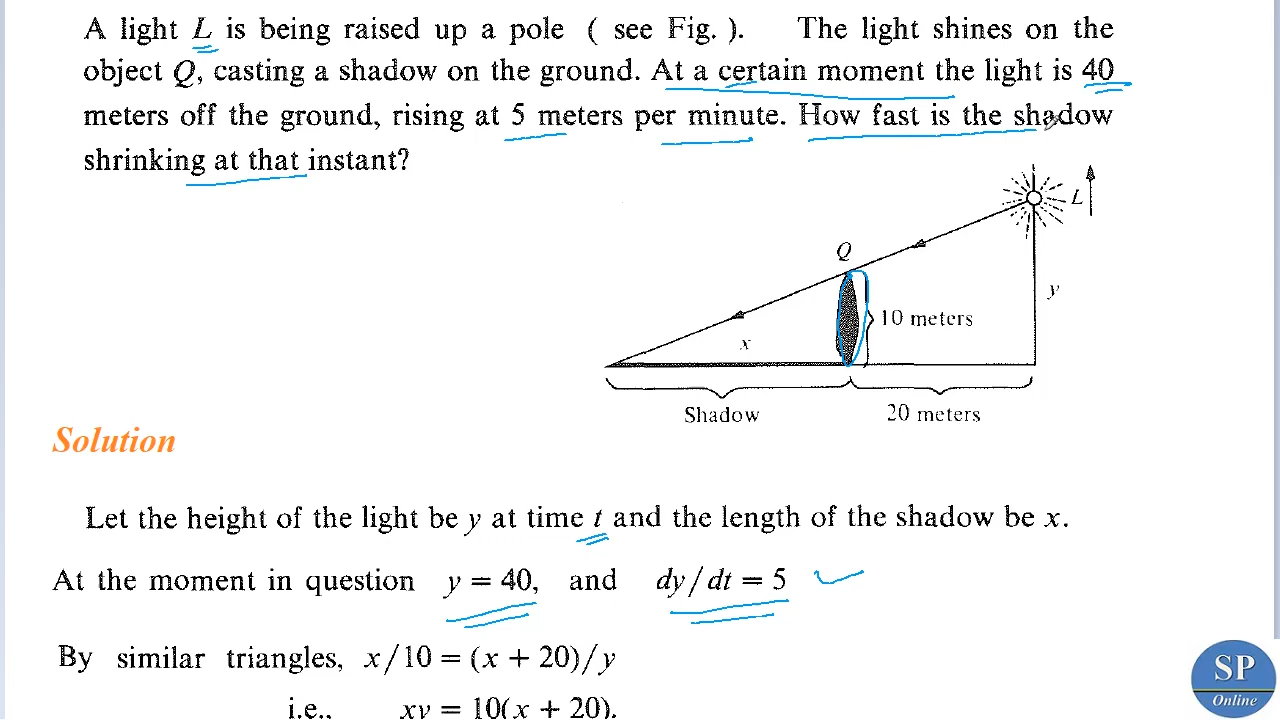 A light L is being raised up a pole ( see Fig. ). The light shines on the
object Q, casting a shadow on the ground. At a certain moment the light is 40
meters off the ground, rising at 5 meters per minute. How fast is the shadow
shrinking at that instant?
L
Q
y
10 meters
x
Shadow
20 meters
Solution
Let the height of the light be y at time t and the length of the shadow be x.
At the moment in question y = 40, and dy/dt = 5
By similar triangles, x/10 = (x + 20)/y
i.e., xy = 10(x + 20).
SP
Online